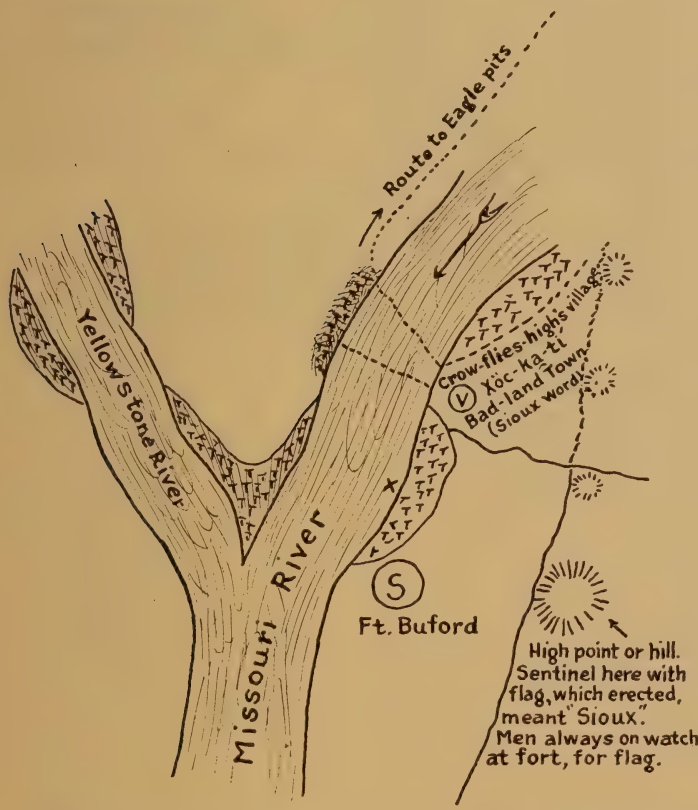 Route to Eagle pits
Yellow Stone River
Missouri River
Crow-flies-high's village
V
Xöc-ka-ti
Bad-land Town
(Sioux word)
x
S
Ft. Buford
High point or hill.
Sentinel here with
flag, which erected,
meant "Sioux".
Men always on watch
at fort, for flag.